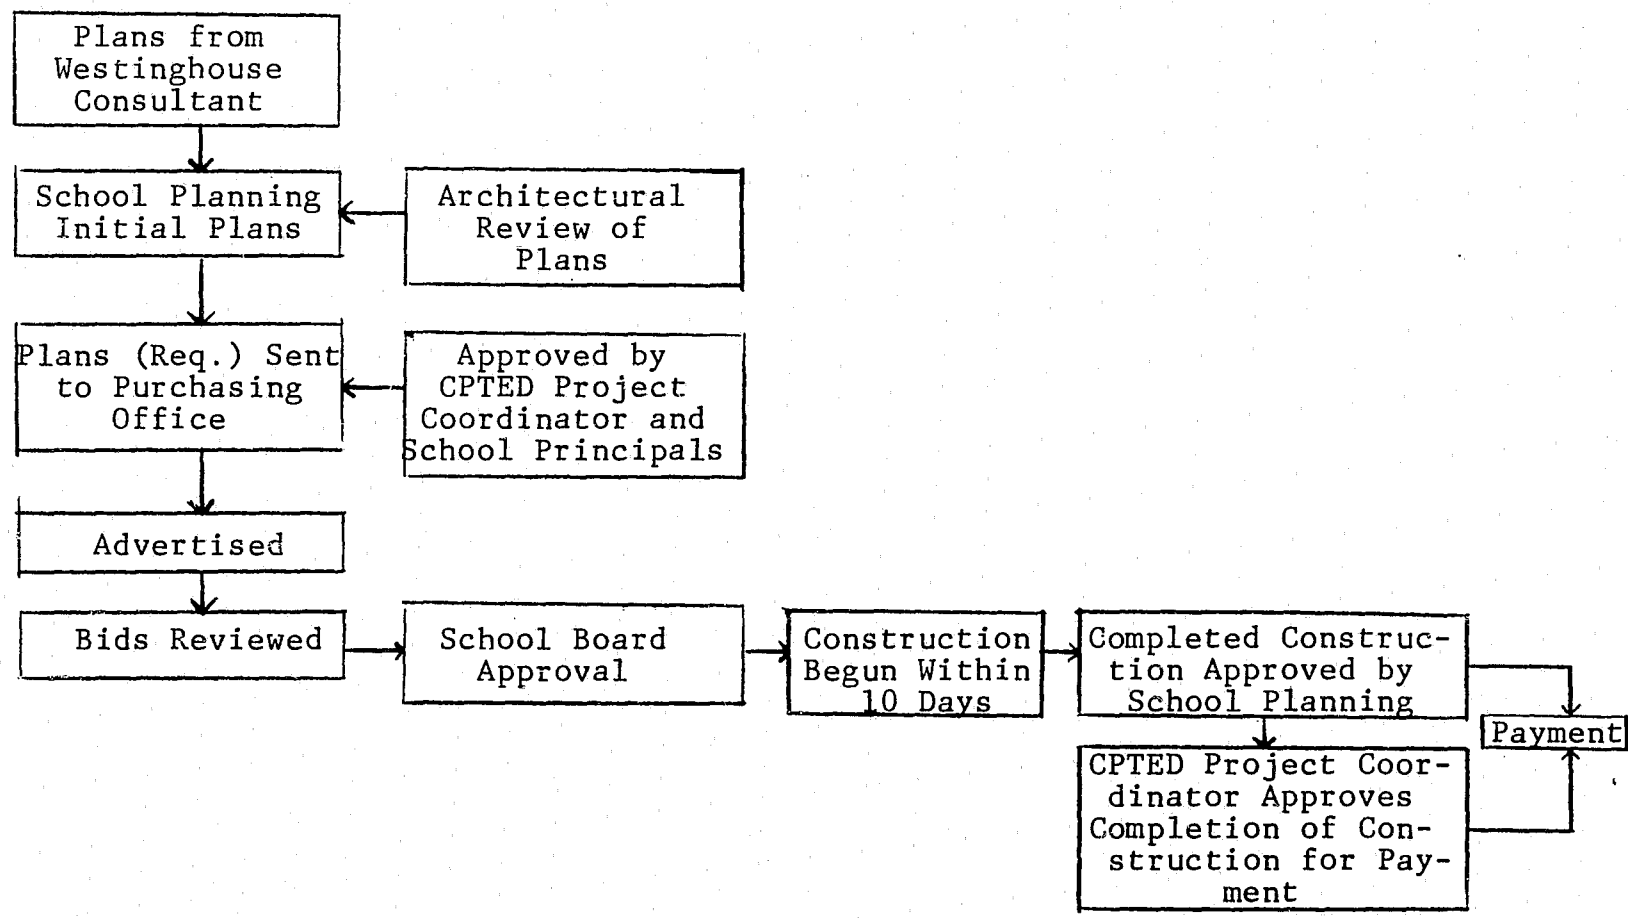 Plans from
Westinghouse
Consultant
School Planning
Initial Plans
Architectural
Review of
Plans
Plans (Req.) Sent
to Purchasing
Office
Approved by
CPTED Project
Coordinator and
School Principals
Advertised
Bids Reviewed
School Board
Approval
Construction
Begun Within
10 Days
Completed Construc-
tion Approved by
School Planning
Payment
CPTED Project Coor-
dinator Approves
Completion of Con-
struction for Pay-
ment